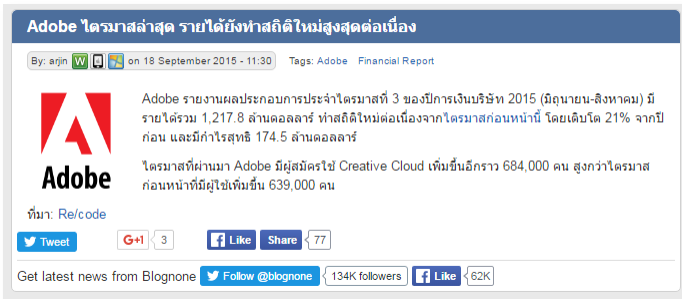 Adobe ไตรมาสล่าสุด รายได้ยังทำสถิติใหม่สูงสุดต่อเนื่อง
By: arjin W on 18 September 2015 - 11:30 Tags: Adobe Financial Report
Adobe รายงานผลประกอบการประจำไตรมาสที่ 3 ของปีการเงินบริษัท 2015 (มิถุนายน-สิงหาคม) มี
รายได้รวม 1,217.8 ล้านดอลลาร์ ทำสถิติใหม่ต่อเนื่องจากไตรมาสก่อนหน้านี้ โดยเติบโต 21% จากปี
ก่อน และมีกำไรสุทธิ 174.5 ล้านดอลลาร์
Adobe
ไตรมาสที่ผ่านมา Adobe มีผู้สมัครใช้ Creative Cloud เพิ่มขึ้นอีกราว 684,000 คน สูงกว่าไตรมาส
ก่อนหน้าที่มีผู้ใช้เพิ่มขึ้น 639,000 คน
ที่มา: Re/code
Tweet G+1 3 Like Share 77
Get latest news from Blognone Follow @blognone 134K followers Like 62K